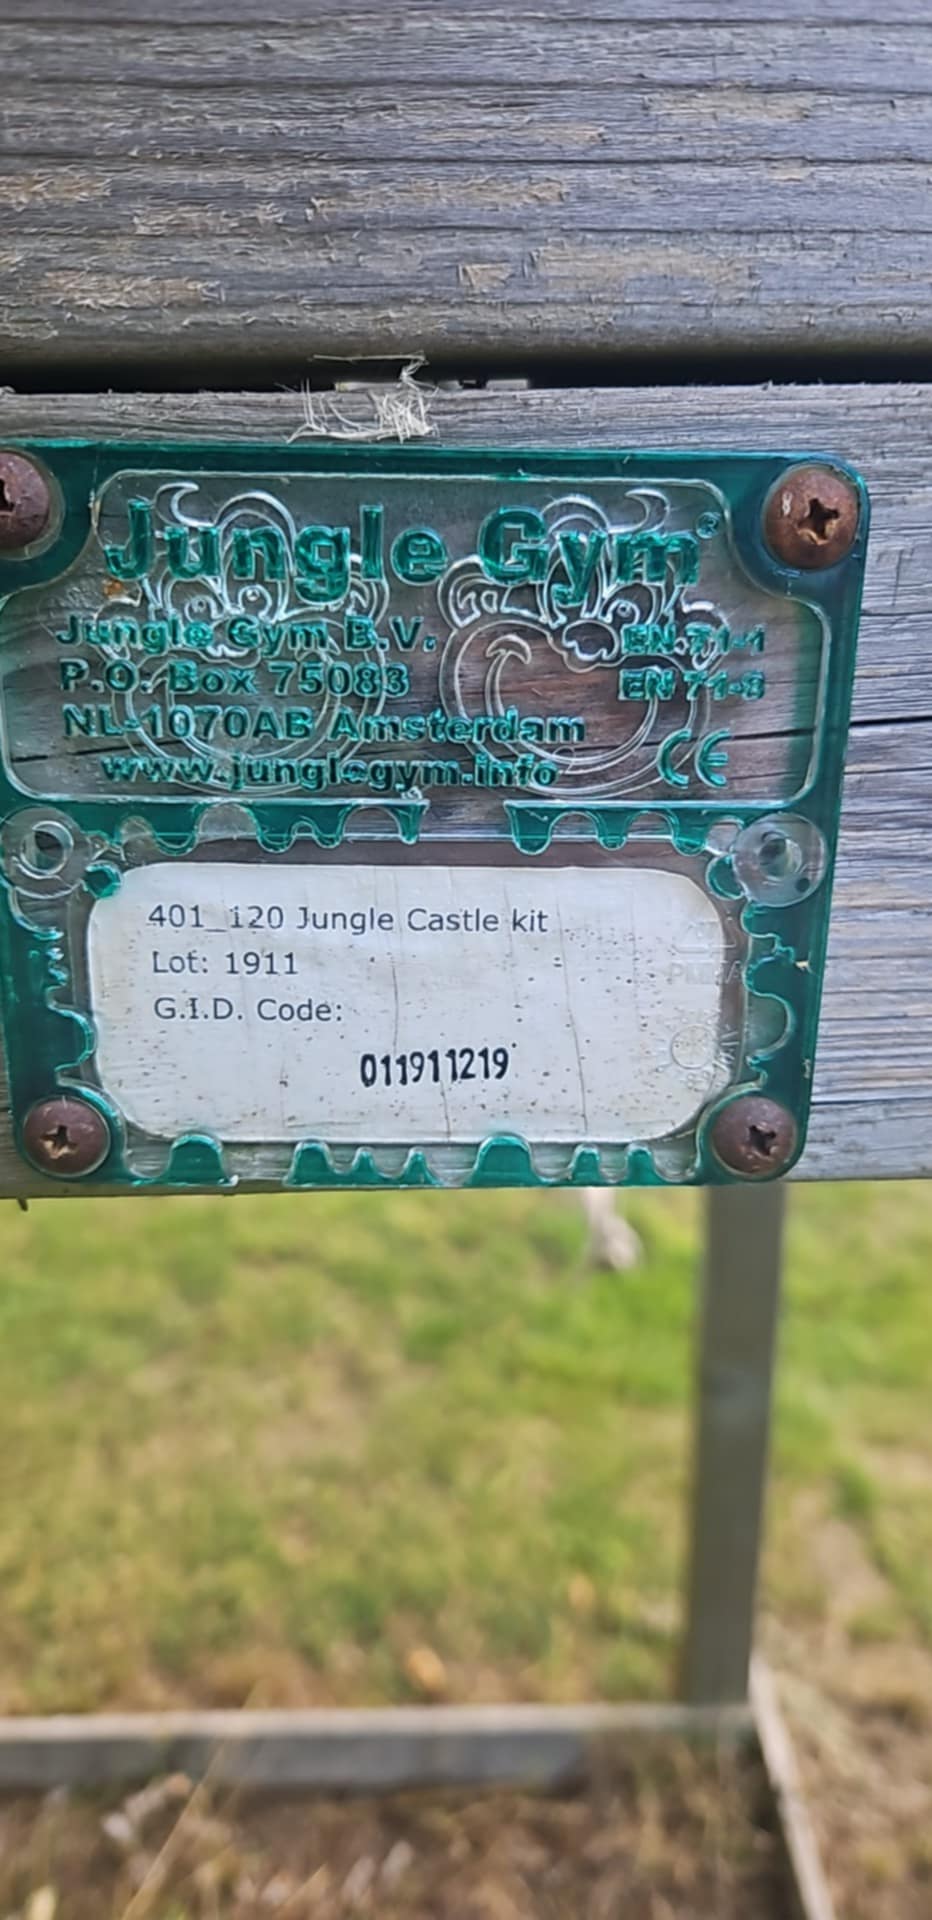 Jungle Gym®
Jungle Gym B.V.
P.O. Box 75083
NL-1070AB Amsterdam
www.junglegym.info
EN 71-1
EN 71-8
CE
401_120 Jungle Castle kit
Lot: 1911
G.I.D. Code:
011911219